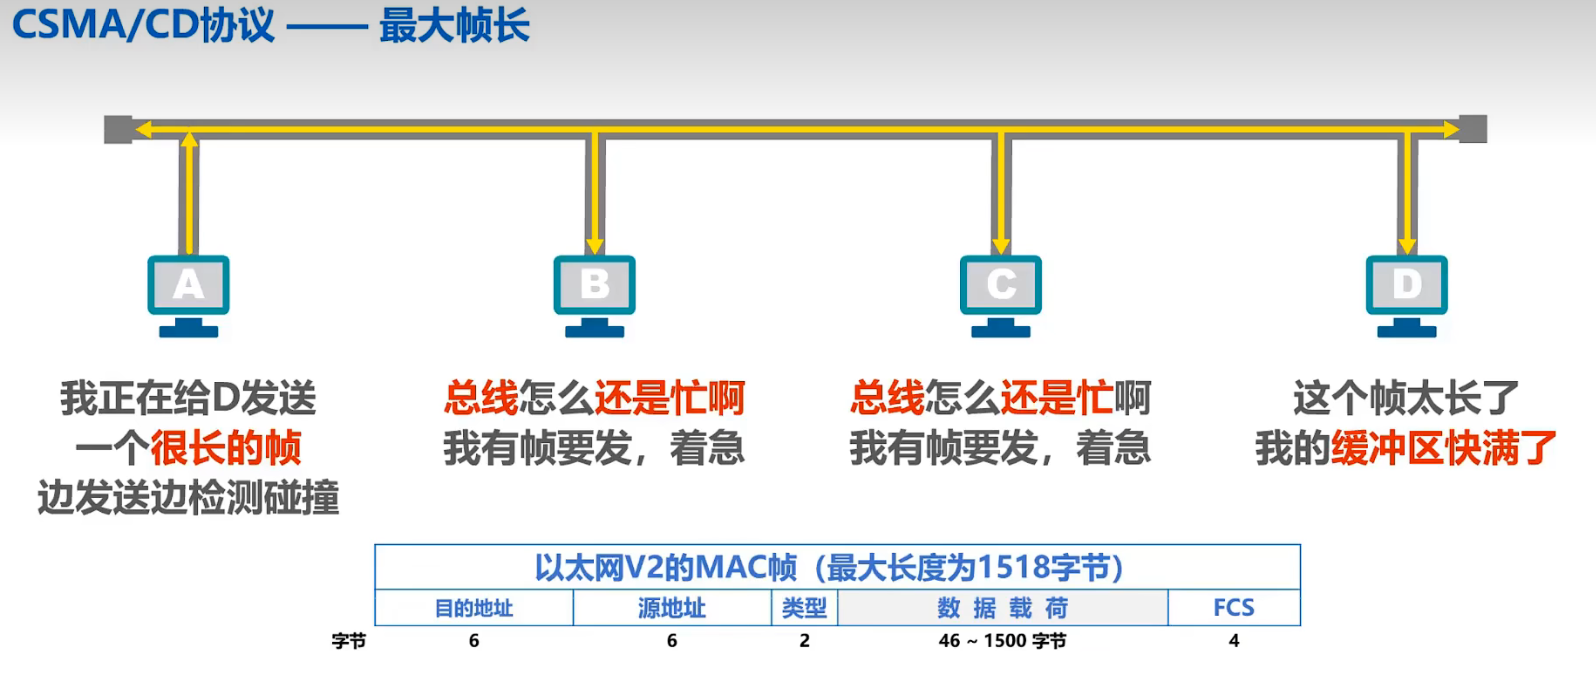 CSMA/CD协议 —— 最大帧长
A
B
C
D
我正在给D发送
一个很长的帧
边发送边检测碰撞
总线怎么还是忙啊
我有帧要发，着急
总线怎么还是忙啊
我有帧要发，着急
这个帧太长了
我的缓冲区快满了
以太网V2的MAC帧（最大长度为1518字节）
目的地址 源地址 类型 数 据 载 荷 FCS
字节 6 6 2 46 ~ 1500 字节 4